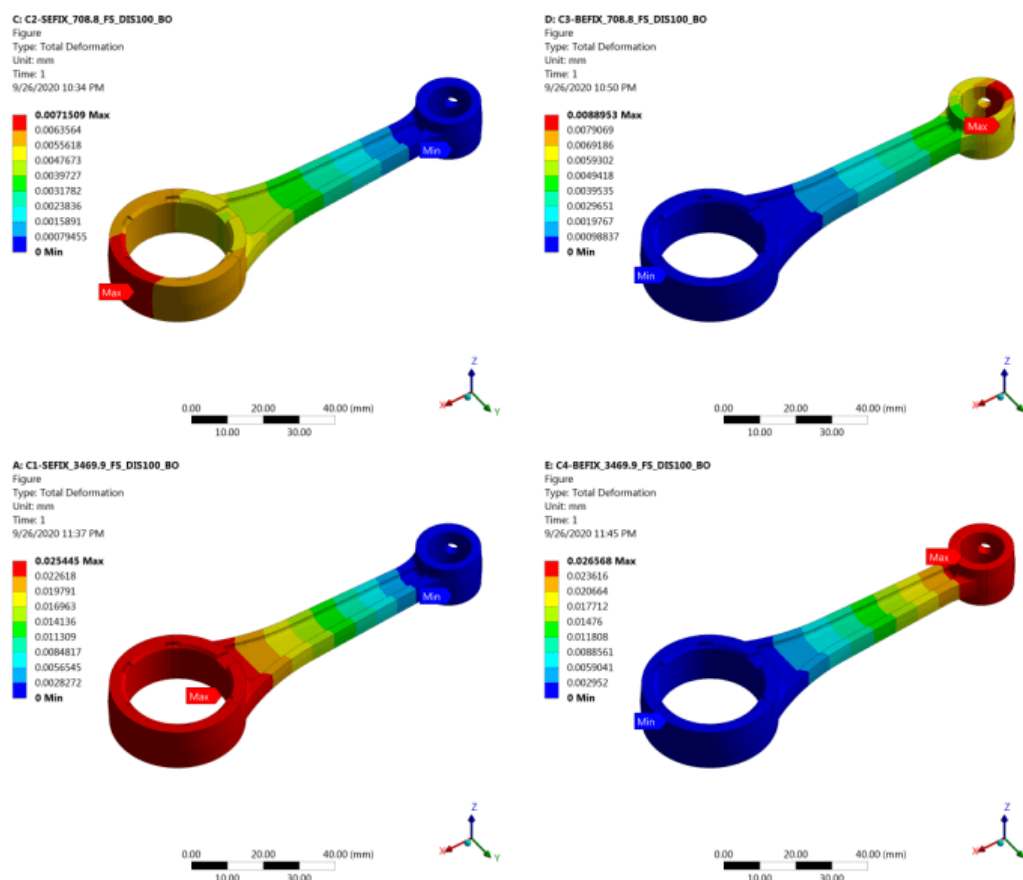 C: C2-SEFIX_708.8_FS_DIS100_BO
Figure
Type: Total Deformation
Unit: mm
Time: 1
9/26/2020 10:34 PM
0.0071509 Max
0.0063564
0.0055618
0.0047673
0.0039727
0.0031782
0.0023836
0.0015891
0.00079455
0 Min
Min
Max
0.00 20.00 40.00 (mm)
10.00 30.00
Z
X
Y
D: C3-BEFIX_708.8_FS_DIS100_BO
Figure
Type: Total Deformation
Unit: mm
Time: 1
9/26/2020 10:50 PM
0.0088953 Max
0.0079069
0.0069186
0.0059302
0.0049418
0.0039535
0.0029651
0.0019767
0.00098837
0 Min
Max
Min
0.00 20.00 40.00 (mm)
10.00 30.00
Z
X
Y
A: C1-SEFIX_3469.9_FS_DIS100_BO
Figure
Type: Total Deformation
Unit: mm
Time: 1
9/26/2020 11:37 PM
0.025445 Max
0.022618
0.019791
0.016963
0.014136
0.011309
0.0084817
0.0056545
0.0028272
0 Min
Min
Max
0.00 20.00 40.00 (mm)
10.00 30.00
Z
X
Y
E: C4-BEFIX_3469.9_FS_DIS100_BO
Figure
Type: Total Deformation
Unit: mm
Time: 1
9/26/2020 11:45 PM
0.026568 Max
0.023616
0.020664
0.017712
0.01476
0.011808
0.0088561
0.0059041
0.002952
0 Min
Max
Min
0.00 20.00 40.00 (mm)
10.00 30.00
Z
X
Y